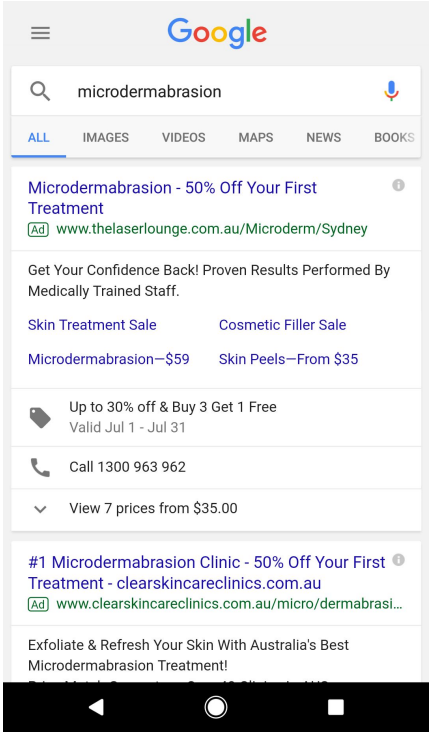 Google
microdermabrasion
ALL IMAGES VIDEOS MAPS NEWS BOOKS
Microdermabrasion - 50% Off Your First
Treatment
Ad www.thelaserlounge.com.au/Microderm/Sydney
Get Your Confidence Back! Proven Results Performed By
Medically Trained Staff.
Skin Treatment Sale Cosmetic Filler Sale
Microdermabrasion—$59 Skin Peels—From $35
Up to 30% off & Buy 3 Get 1 Free
Valid Jul 1 - Jul 31
Call 1300 963 962
View 7 prices from $35.00
#1 Microdermabrasion Clinic - 50% Off Your First
Treatment - clearskincareclinics.com.au
Ad www.clearskincareclinics.com.au/micro/dermabrasi...
Exfoliate & Refresh Your Skin With Australia's Best
Microdermabrasion Treatment!